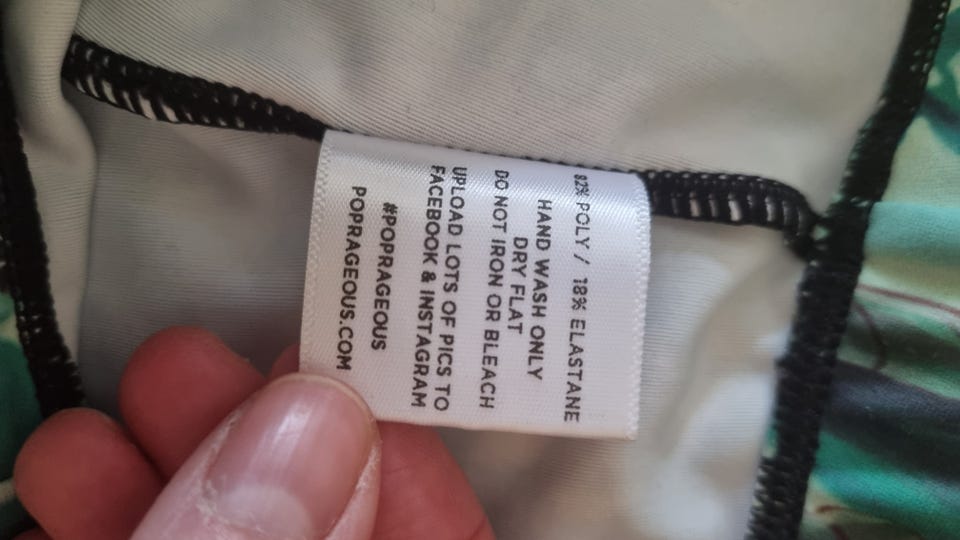 82% POLY / 18% ELASTANE
HAND WASH ONLY
DRY FLAT
DO NOT IRON OR BLEACH
UPLOAD LOTS OF PICS TO
FACEBOOK & INSTAGRAM
#POPRAGEOUS
POPRAGEOUS.COM